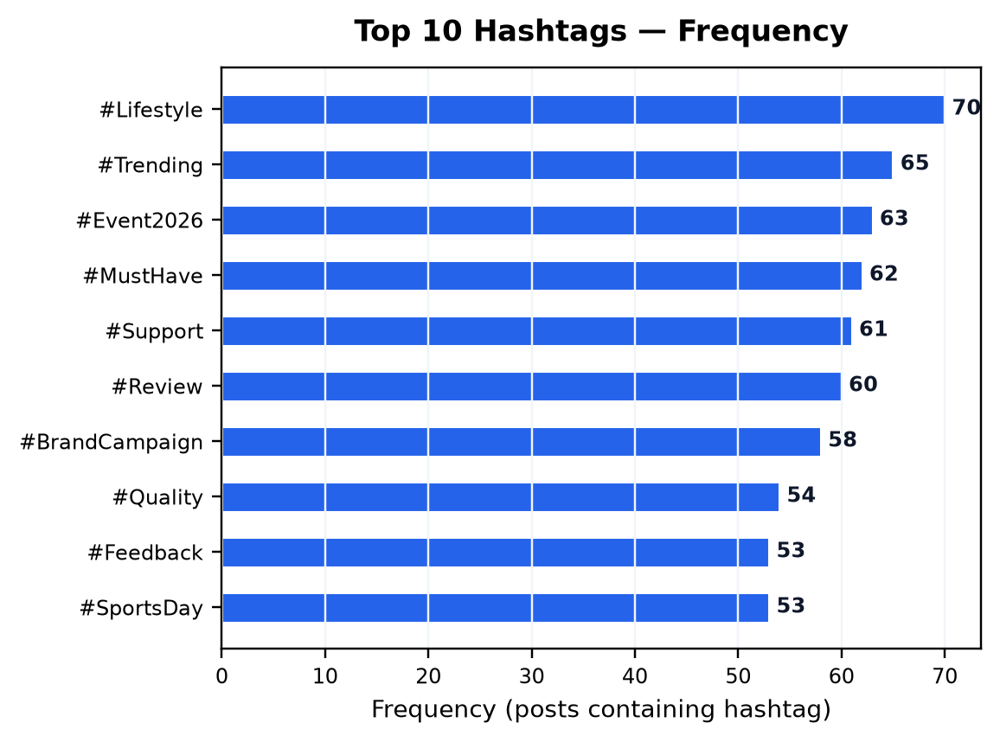 Top 10 Hashtags — Frequency
#Lifestyle 70
#Trending 65
#Event2026 63
#MustHave 62
#Support 61
#Review 60
#BrandCampaign 58
#Quality 54
#Feedback 53
#SportsDay 53
0 10 20 30 40 50 60 70
Frequency (posts containing hashtag)